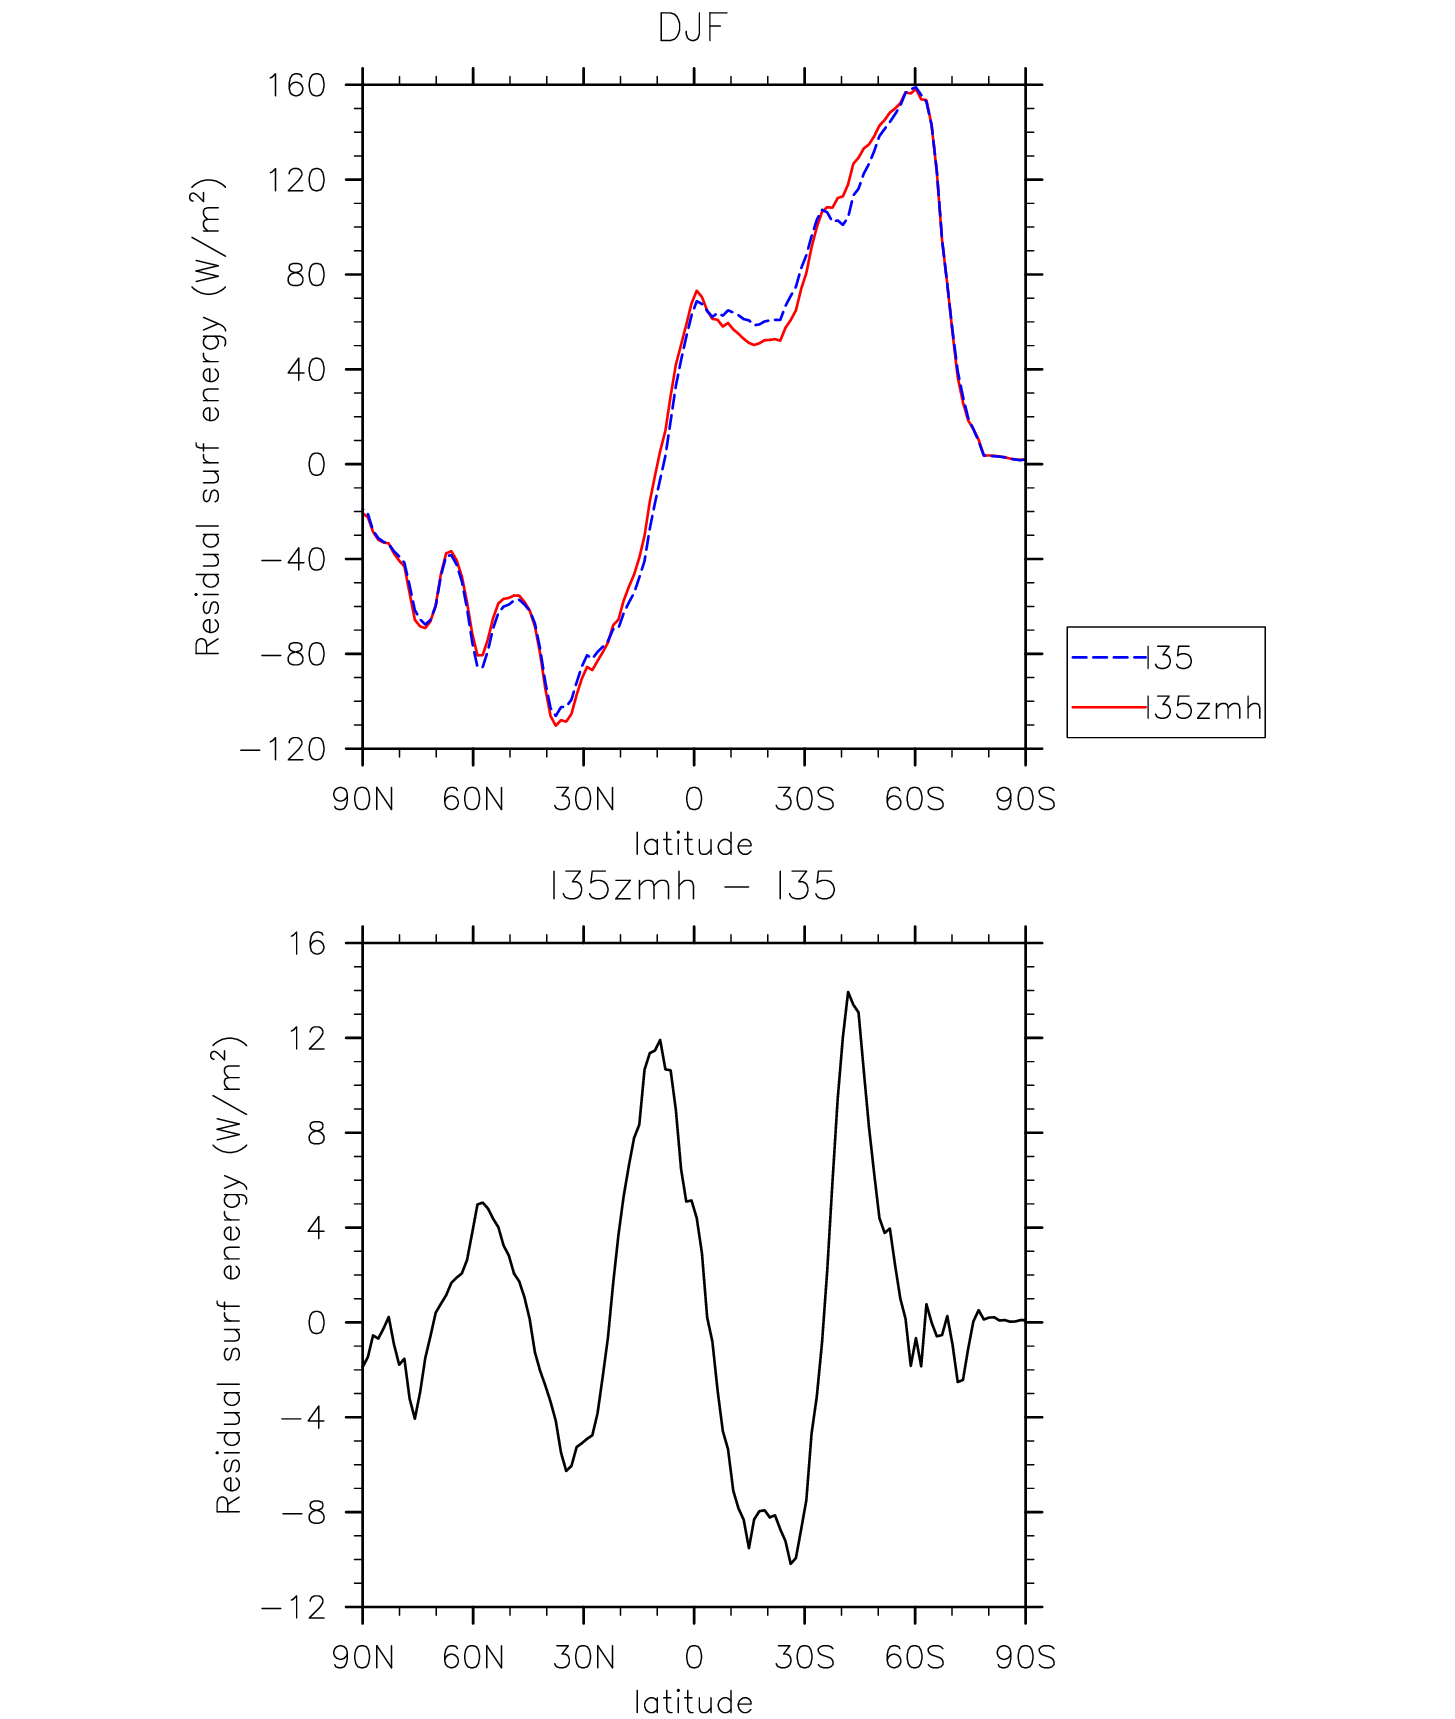 DJF
Residual surf energy (W/m²)
160
120
80
40
0
−40
−80
−120
90N 60N 30N 0 30S 60S 90S
latitude
I35
I35zmh
I35zmh − I35
Residual surf energy (W/m²)
16
12
8
4
0
−4
−8
−12
90N 60N 30N 0 30S 60S 90S
latitude